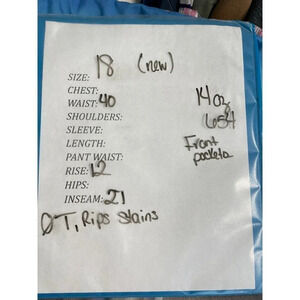 SIZE: 18 (new)
CHEST:
WAIST: 40
SHOULDERS:
SLEEVE:
LENGTH:
PANT WAIST:
RISE: 12
HIPS:
INSEAM: 21
14oz
654
Front
pockets
ØT, Rips Stains